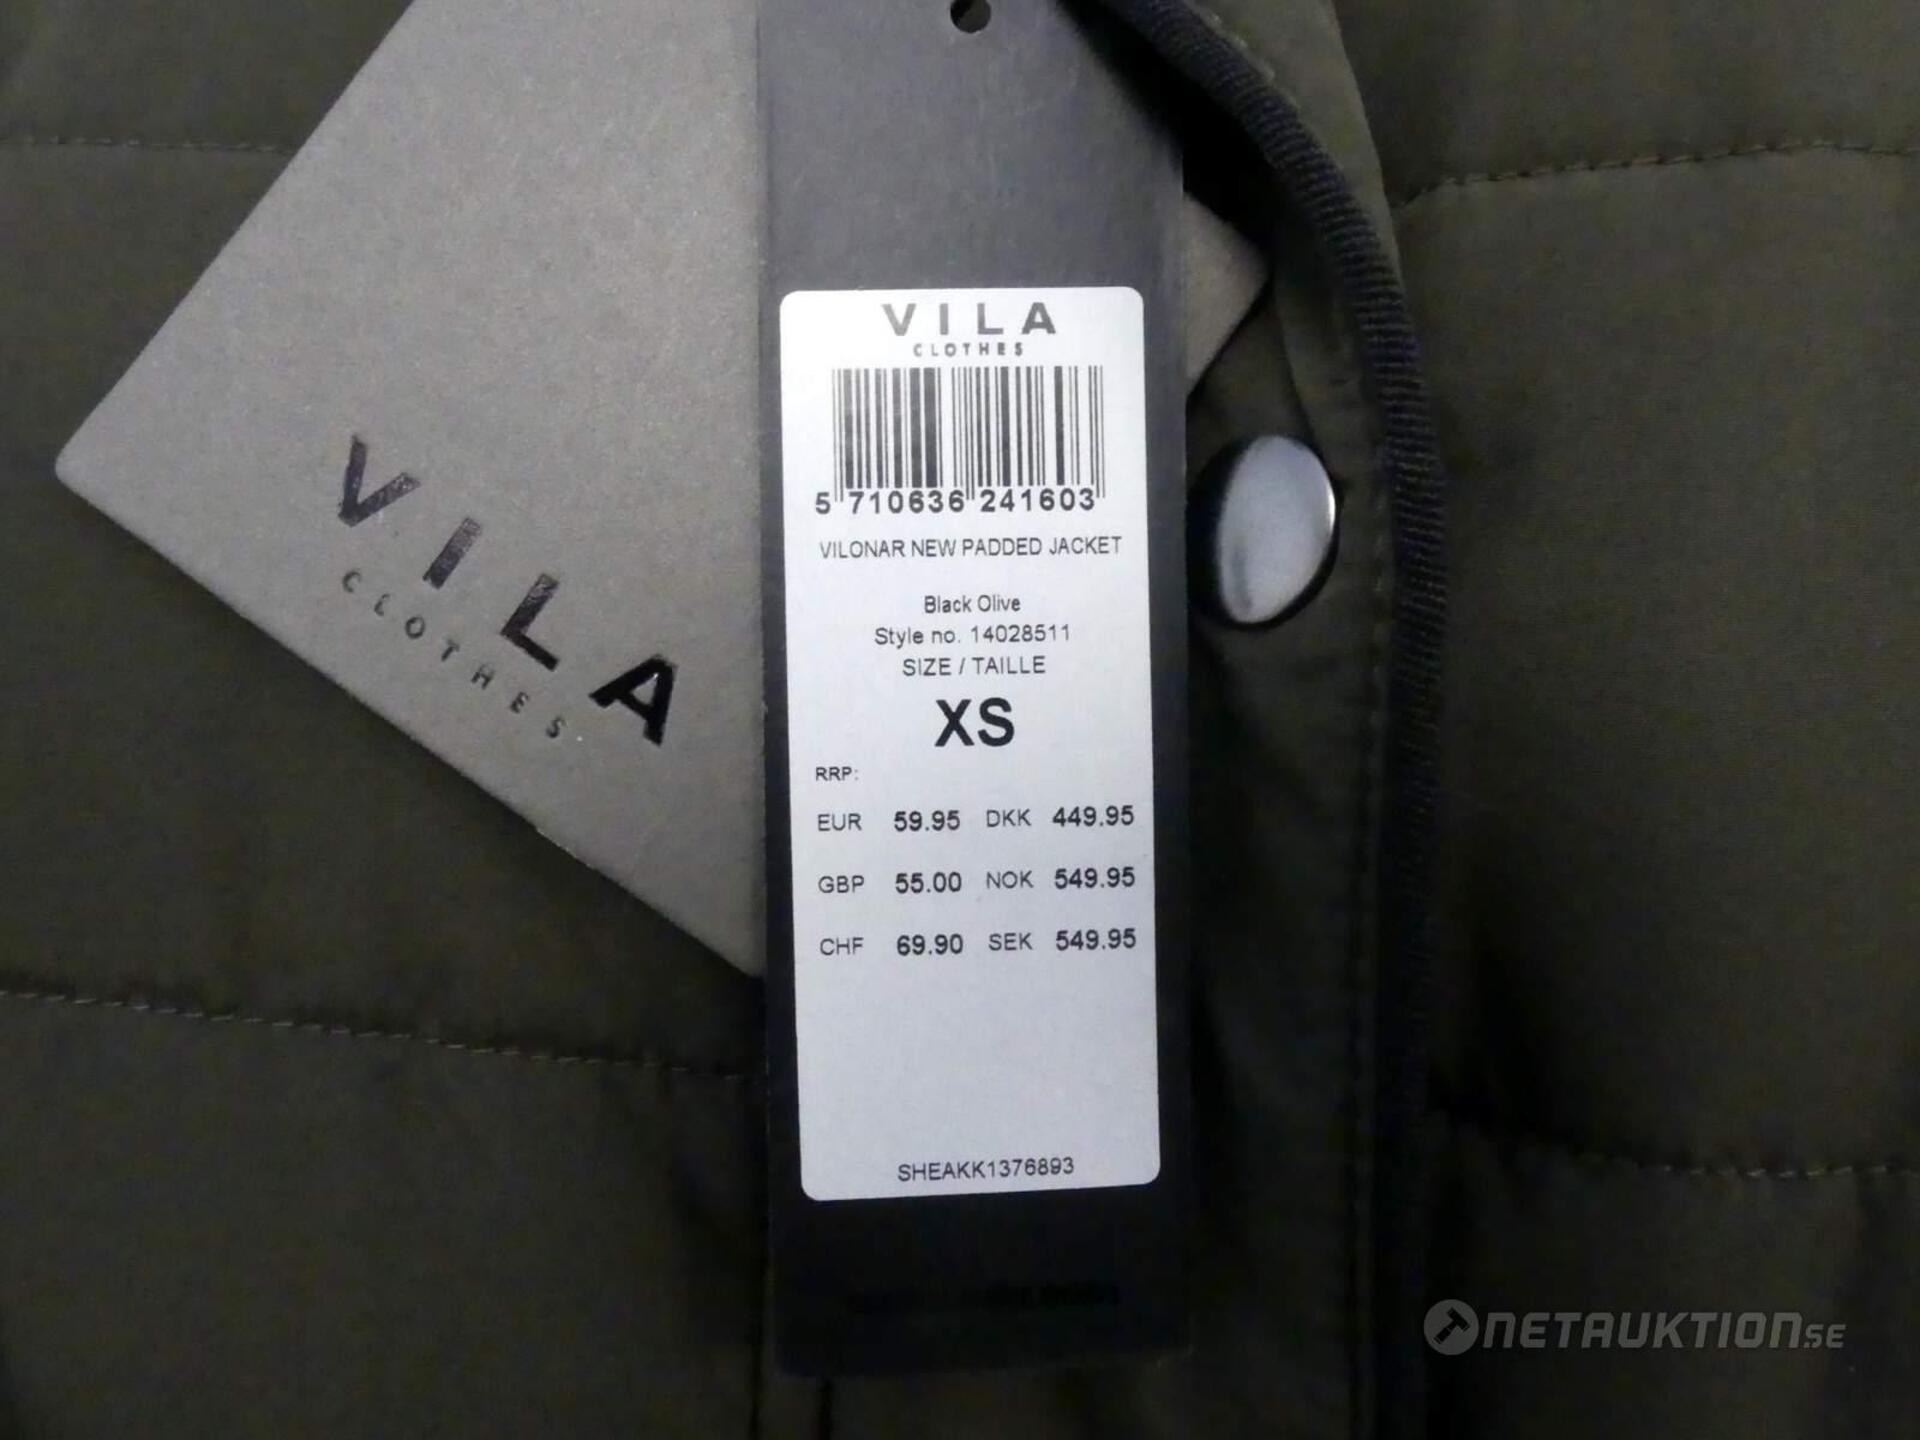 VILA
CLOTHES
VILA
CLOTHES
5 710636 241603
VILONAR NEW PADDED JACKET
Black Olive
Style no. 14028511
SIZE / TAILLE
XS
RRP:
EUR 59.95 DKK 449.95
GBP 55.00 NOK 549.95
CHF 69.90 SEK 549.95
SHEAKK1376893
NETAUKTION.SE